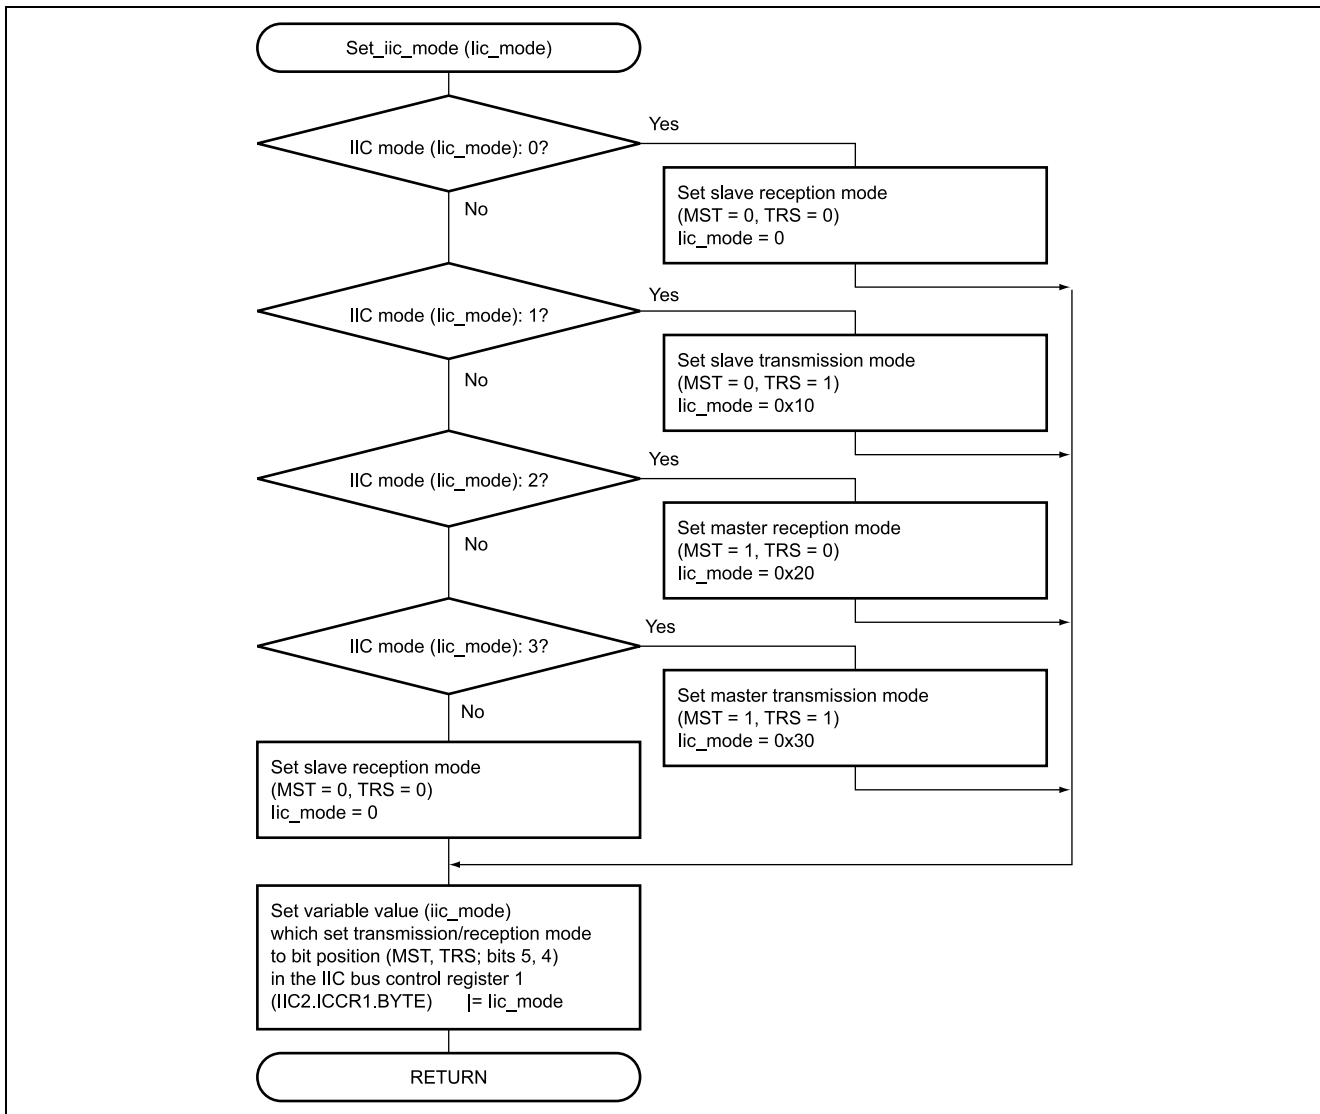 Set_iic_mode (Iic_mode)
IIC mode (Iic_mode): 0?
Yes
No
Set slave reception mode
(MST = 0, TRS = 0)
Iic_mode = 0
IIC mode (Iic_mode): 1?
Yes
No
Set slave transmission mode
(MST = 0, TRS = 1)
Iic_mode = 0x10
IIC mode (Iic_mode): 2?
Yes
No
Set master reception mode
(MST = 1, TRS = 0)
Iic_mode = 0x20
IIC mode (Iic_mode): 3?
Yes
No
Set master transmission mode
(MST = 1, TRS = 1)
Iic_mode = 0x30
Set slave reception mode
(MST = 0, TRS = 0)
Iic_mode = 0
Set variable value (iic_mode)
which set transmission/reception mode
to bit position (MST, TRS; bits 5, 4)
in the IIC bus control register 1
(IIC2.ICCR1.BYTE) |= Iic_mode
RETURN